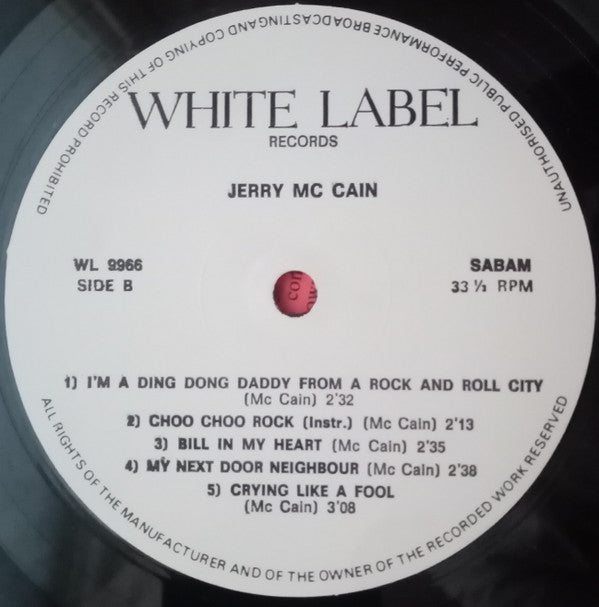 UNAUTHORISED PUBLIC PERFORMANCE BROADCASTING AND COPYING OF THIS RECORD PROHIBITED
WHITE LABEL
RECORDS
JERRY MC CAIN
WL 9966
SABAM
SIDE B
33 ⅓ RPM
1) I'M A DING DONG DADDY FROM A ROCK AND ROLL CITY
(Mc Cain) 2'32
2) CHOO CHOO ROCK (Instr.) (Mc Cain) 2'13
3) BILL IN MY HEART (Mc Cain) 2'35
4) MY NEXT DOOR NEIGHBOUR (Mc Cain) 2'38
5) CRYING LIKE A FOOL
(Mc Cain) 3'08
ALL RIGHTS OF THE MANUFACTURER AND OF THE OWNER OF THE RECORDED WORK RESERVED